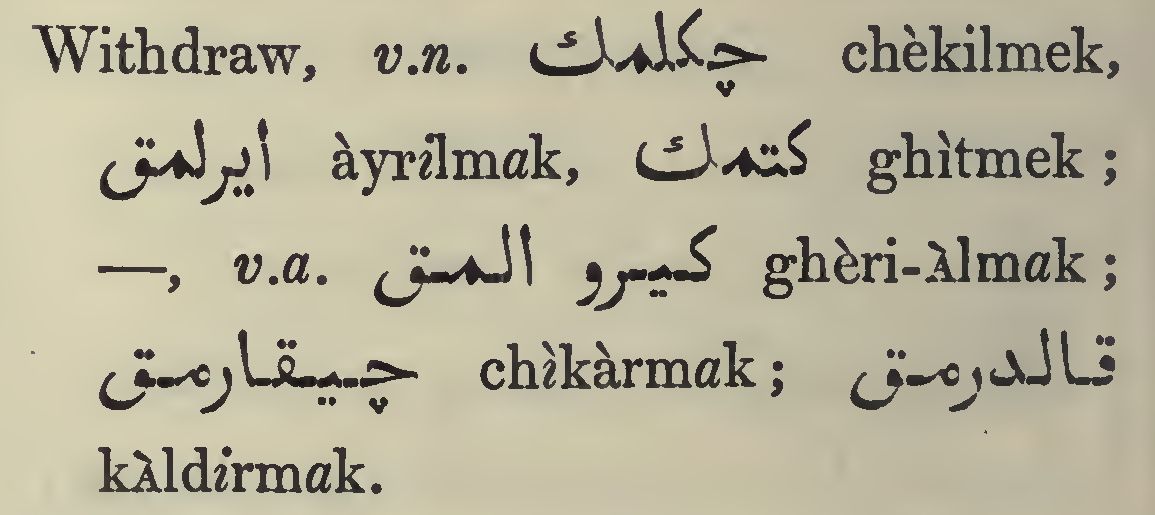 Withdraw, v.n. چكلمك chèkilmek,
ايرلمق àyrilmak, كتمك ghìtmek ;
—, v.a. كيرو المق ghèri-Àlmak ;
چيقارمق chìkàrmak ; قالدرمق
kÀldirmak.